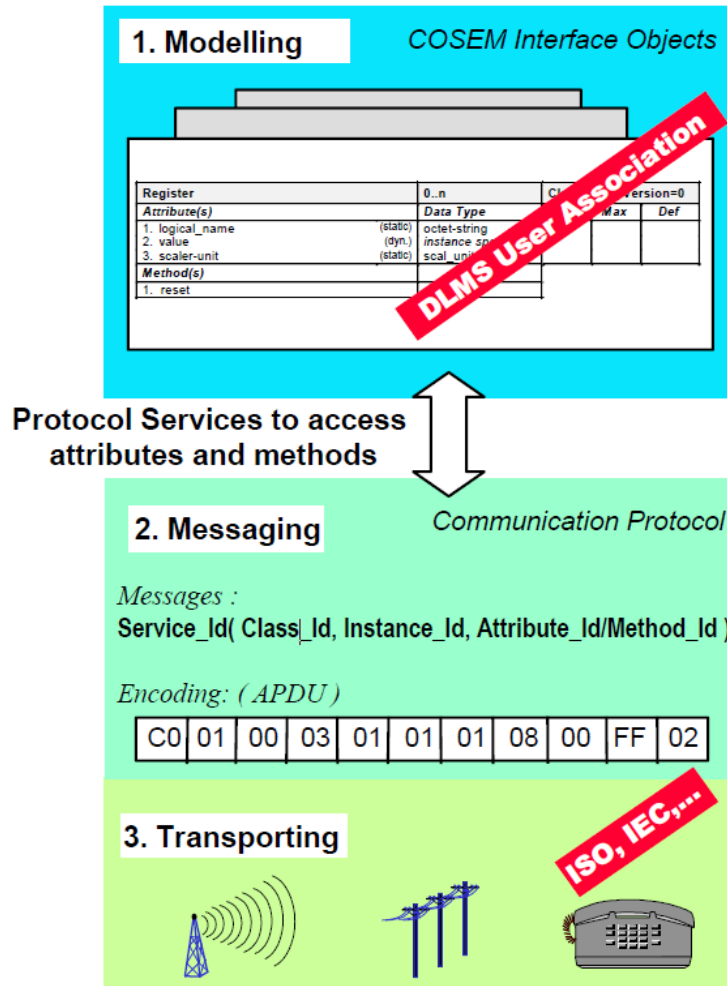 1. Modelling
COSEM Interface Objects
DLMS User Association
Register 0..n Version=0
Attribute(s) Data Type Max Def
1. logical_name (static) octet-string
2. value (dyn.) instance
3. scaler-unit (static)
Method(s)
1. reset
Protocol Services to access
attributes and methods
2. Messaging
Communication Protocol
Messages :
Service_Id( Class_Id, Instance_Id, Attribute_Id/Method_Id )
Encoding: ( APDU )
C0 01 00 03 01 01 01 08 00 FF 02
3. Transporting
ISO, IEC,...